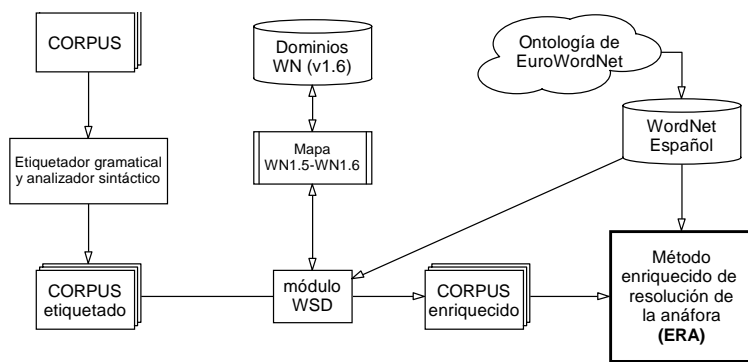 CORPUS
Dominios
WN (v1.6)
Ontología de
EuroWordNet
WordNet
Español
Etiquetador gramatical
y analizador sintáctico
Mapa
WN1.5-WN1.6
CORPUS
etiquetado
módulo
WSD
CORPUS
enriquecido
Método
enriquecido de
resolución de
la anáfora
(ERA)